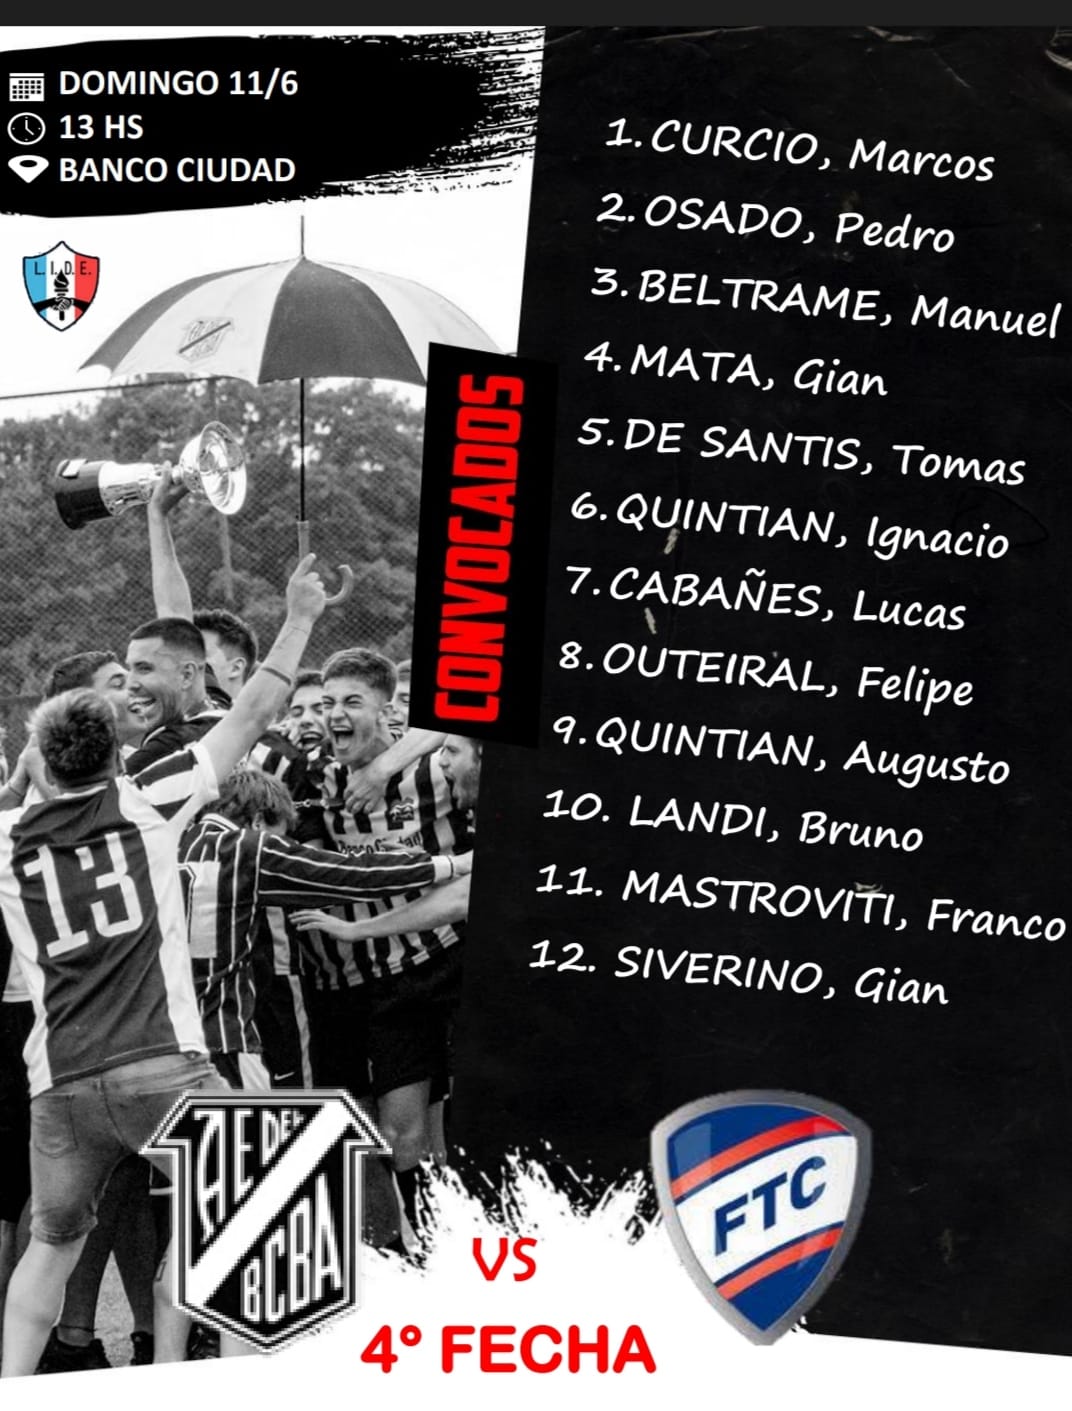 DOMINGO 11/6
13 HS
BANCO CIUDAD
L.I.D.E.
CONVOCADOS
1. CURCIO, Marcos
2. OSADO, Pedro
3. BELTRAME, Manuel
4. MATA, Gian
5. DE SANTIS, Tomas
6. QUINTIAN, Ignacio
7. CABAÑES, Lucas
8. OUTEIRAL, Felipe
9. QUINTIAN, Augusto
10. LANDI, Bruno
11. MASTROVITI, Franco
12. SIVERINO, Gian
13
AE DEL
BCBA
VS
FTC
4° FECHA